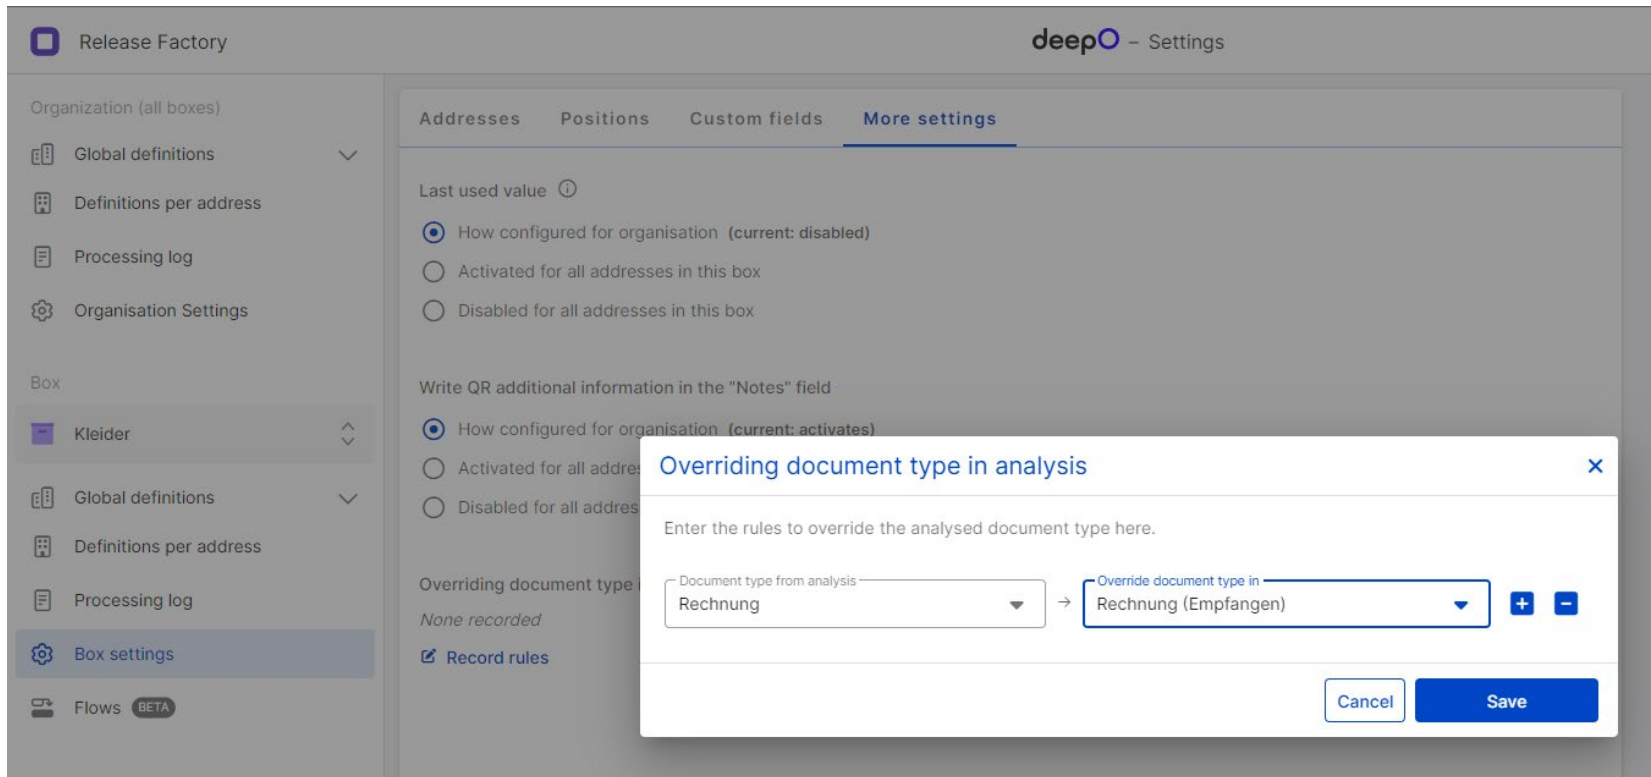 Release Factory
deepO – Settings
Organization (all boxes)
Global definitions
Definitions per address
Processing log
Organisation Settings
Box
Kleider
Global definitions
Definitions per address
Processing log
Box settings
Flows BETA
Addresses Positions Custom fields More settings
Last used value
How configured for organisation (current: disabled)
Activated for all addresses in this box
Disabled for all addresses in this box
Write QR additional information in the "Notes" field
How configured for organisation (current: activates)
Activated for all addres
Disabled for all addres
Overriding document type i
None recorded
Record rules
Overriding document type in analysis
Enter the rules to override the analysed document type here.
Document type from analysis
Rechnung
→
Override document type in
Rechnung (Empfangen)
Cancel Save